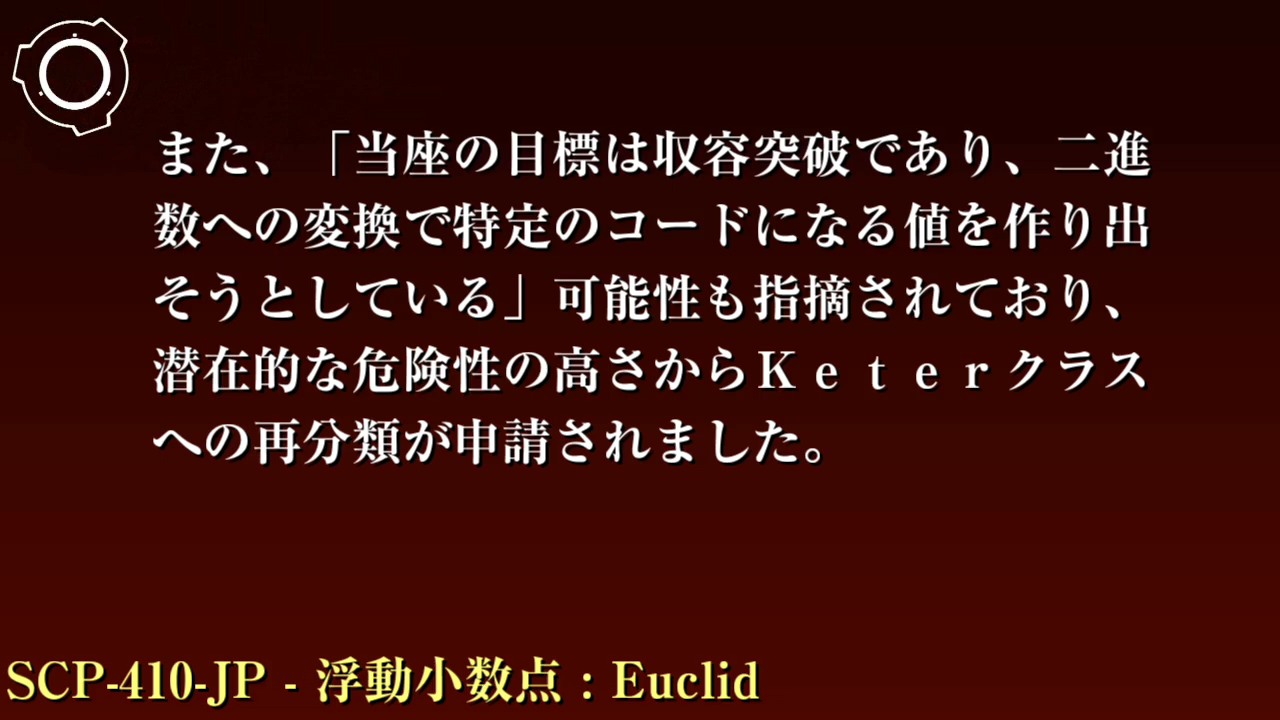 また、「当座の目標は収容突破であり、二進
数への変換で特定のコードになる値を作り出
そうとしている」可能性も指摘されており、
潜在的な危険性の高さからＫｅｔｅｒクラス
への再分類が申請されました。
SCP-410-JP - 浮動小数点 : Euclid